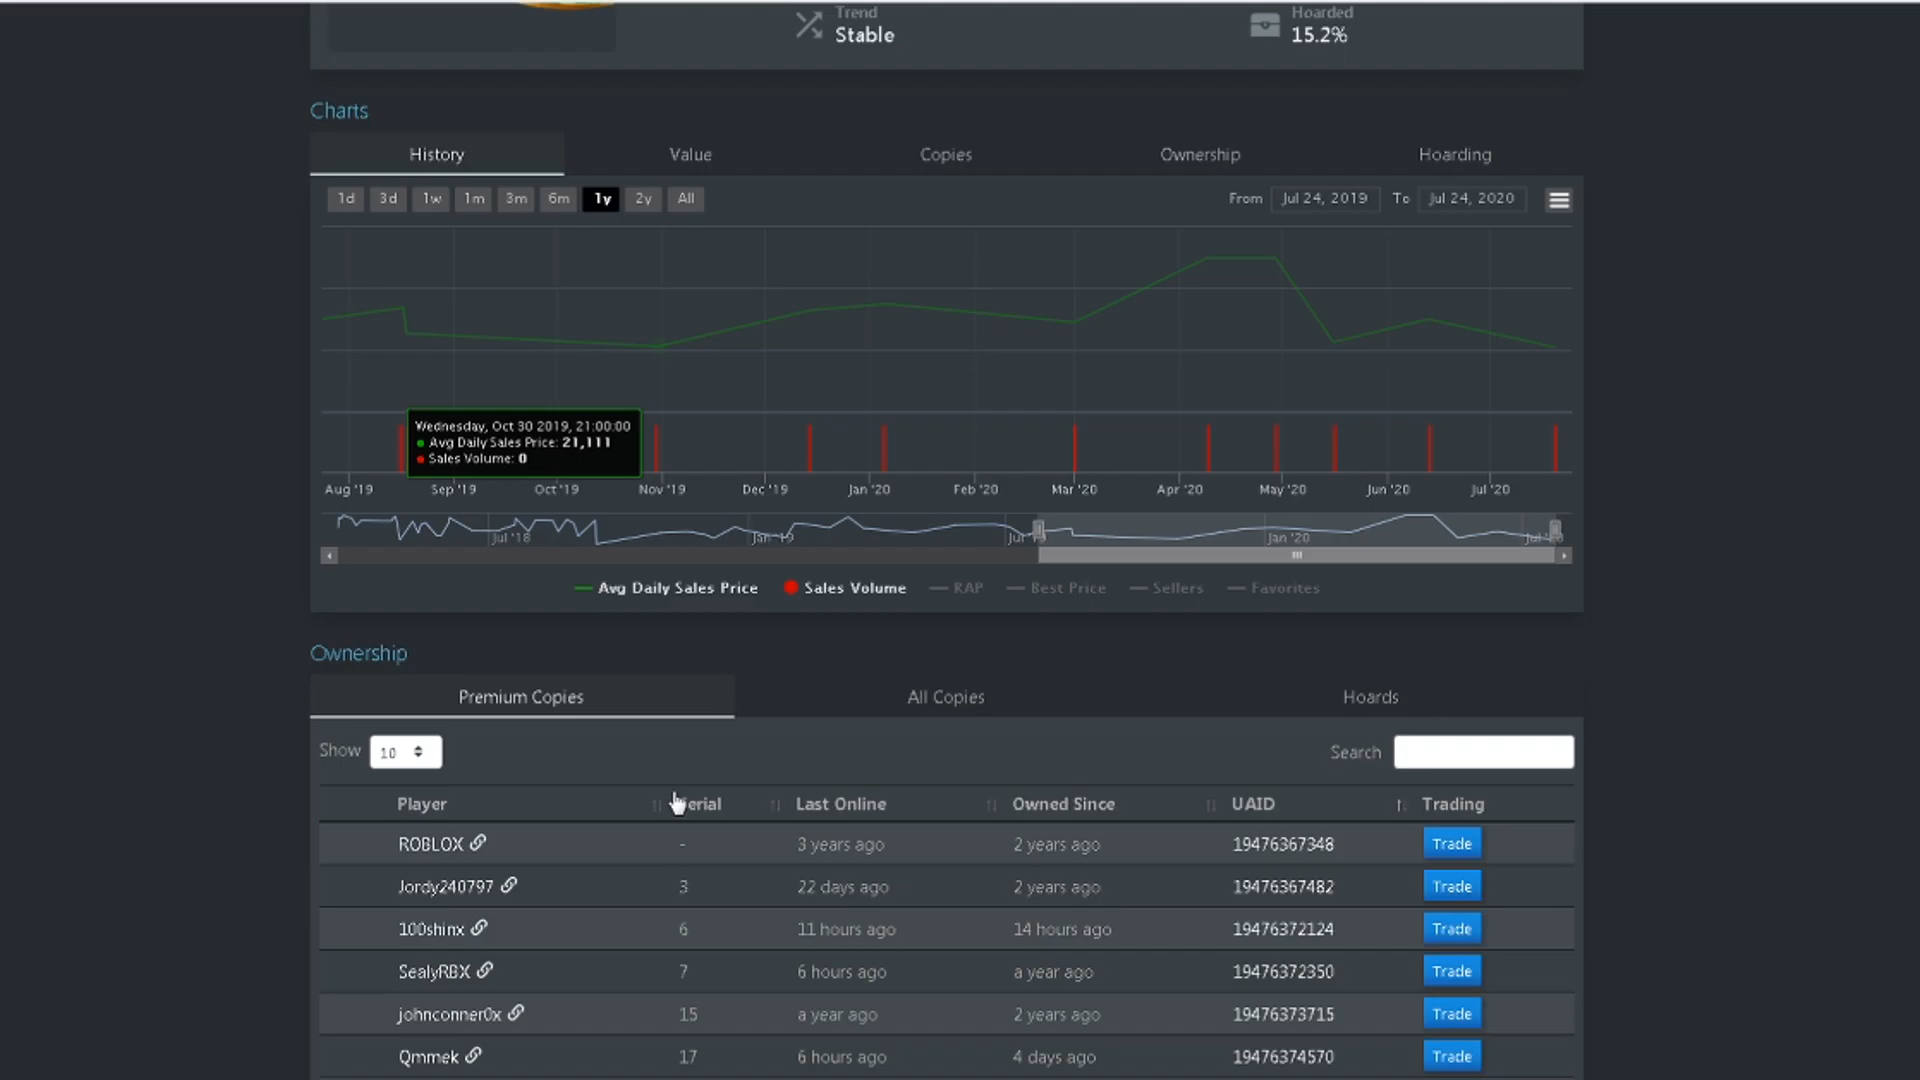 Trend
Stable
Hoarded
15.2%
Charts
History Value Copies Ownership Hoarding
1d 3d 1w 1m 3m 6m 1y 2y All From Jul 24, 2019 To Jul 24, 2020
Wednesday, Oct 30 2019, 21:00:00
Avg Daily Sales Price: 21,111
Sales Volume: 0
Aug '19 Sep '19 Oct '19 Nov '19 Dec '19 Jan '20 Feb '20 Mar '20 Apr '20 May '20 Jun '20 Jul '20
Jul '18 Jan '19 Jan '20
Avg Daily Sales Price Sales Volume RAP Best Price Sellers Favorites
Ownership
Premium Copies All Copies Hoards
Show 10 Search
Player Serial Last Online Owned Since UAID Trading
ROBLOX - 3 years ago 2 years ago 19476367348 Trade
Jordy240797 3 22 days ago 2 years ago 19476367482 Trade
100shinx 6 11 hours ago 14 hours ago 19476372124 Trade
SealyRBX 7 6 hours ago a year ago 19476372350 Trade
johnconner0x 15 a year ago 2 years ago 19476373715 Trade
Qmmek 17 6 hours ago 4 days ago 19476374570 Trade